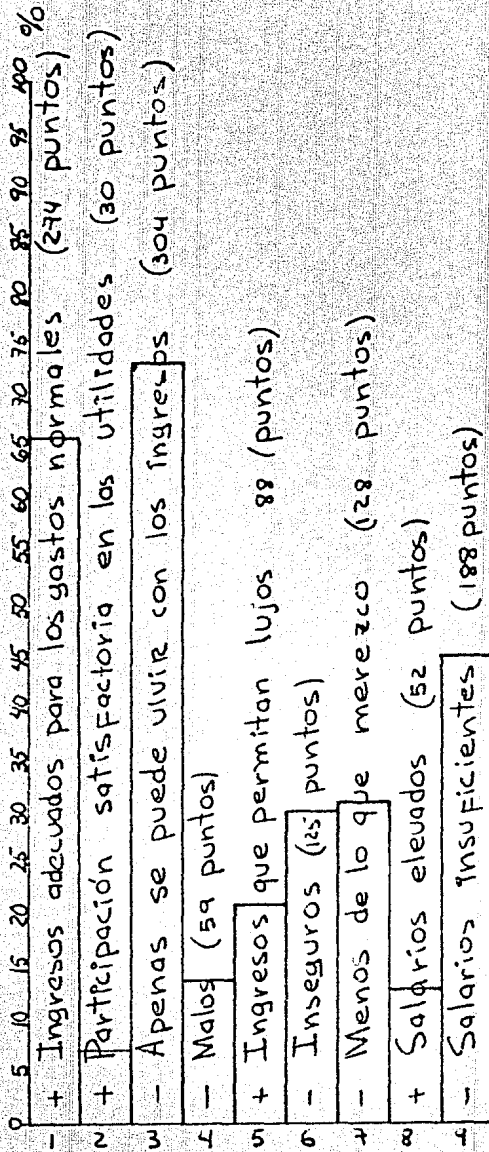 0 5 10 15 20 25 30 35 40 45 50 55 60 65 70 75 80 85 90 95 100 %
1 + Ingresos adecuados para los gastos normales (274 puntos)
2 + Participación satisfactoria en las utilidades (30 puntos)
3 - Apenas se puede vivir con los ingresos (304 puntos)
4 - Malos (59 puntos)
5 + Ingresos que permitan lujos 88 (puntos)
6 - Inseguros (125 puntos)
7 - Menos de lo que merezco (128 puntos)
8 + Salarios elevados (52 puntos)
9 - Salarios insuficientes (188 puntos)